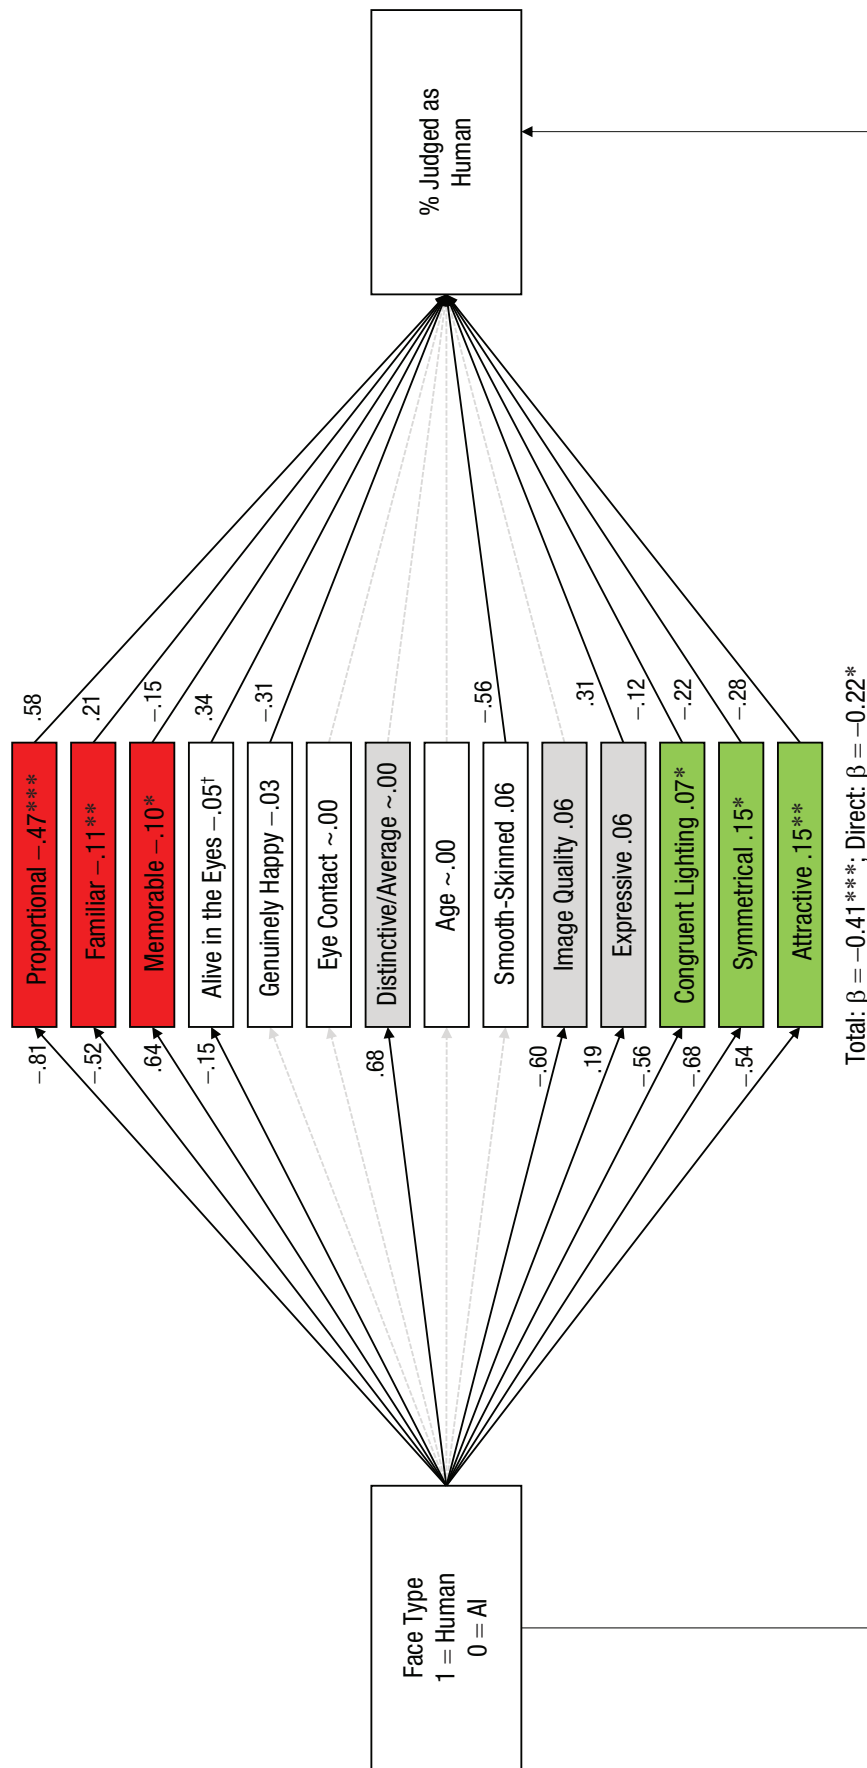 Face Type
1 = Human
0 = AI
–.81
–.52
.64
–.15
.68
–.60
.19
–.56
–.68
–.54
Proportional –.47***
Familiar –.11**
Memorable –.10*
Alive in the Eyes –.05†
Genuinely Happy –.03
Eye Contact ~.00
Distinctive/Average ~.00
Age ~.00
Smooth-Skinned .06
Image Quality .06
Expressive .06
Congruent Lighting .07*
Symmetrical .15*
Attractive .15**
.58
.21
–.15
.34
–.31
–.56
.31
–.12
–.22
–.28
% Judged as
Human
Total: β = –0.41***; Direct: β = –0.22*